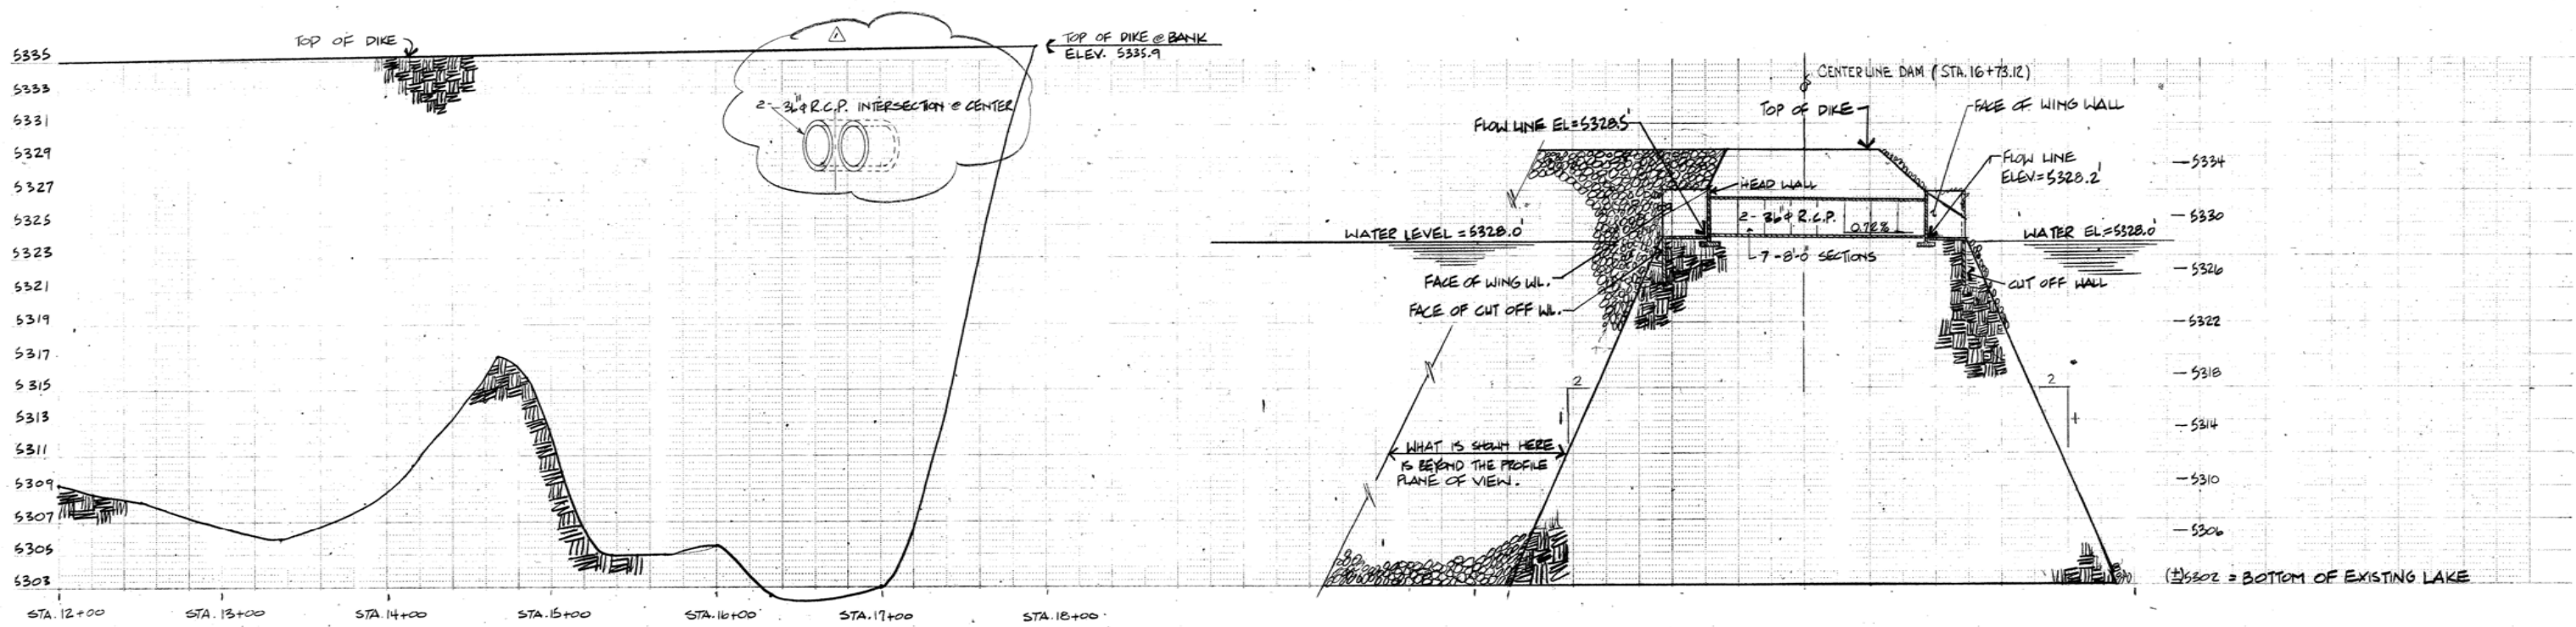 TOP OF DIKE
5335
5333
5331
5329
5327
5325
5323
5321
5319
5317
5315
5313
5311
5309
5307
5305
5303
STA. 12+00
STA. 13+00
STA. 14+00
STA. 15+00
STA. 16+00
STA. 17+00
STA. 18+00
2-36"φ R.C.P. INTERSECTION @ CENTER
TOP OF DIKE @ BANK
ELEV. 5335.9
CENTERLINE DAM (STA. 16+73.12)
TOP OF DIKE
FACE OF WING WALL
FLOW LINE EL=5328.5'
FLOW LINE
ELEV=5328.2'
HEAD WALL
2-36"φ R.C.P.
0.72%
7-8'-0" SECTIONS
WATER LEVEL = 5328.0'
WATER EL=5328.0'
FACE OF WING WL.
FACE OF CUT OFF WL.
CUT OFF WALL
2
1
2
1
WHAT IS SHOWN HERE
IS BEYOND THE PROFILE
PLANE OF VIEW.
5334
5330
5326
5322
5318
5314
5310
5306
(±)5302 = BOTTOM OF EXISTING LAKE